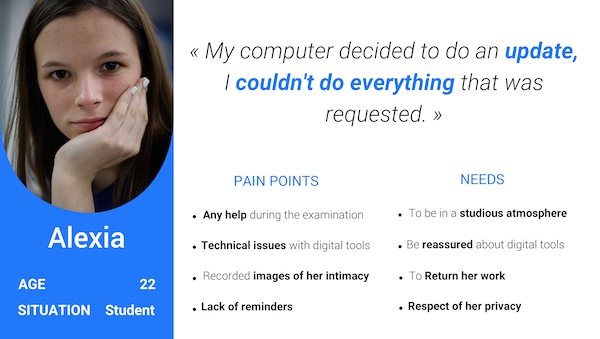 « My computer decided to do an update,
I couldn't do everything that was
requested. »
Alexia
AGE 22
SITUATION Student
PAIN POINTS
• Any help during the examination
• Technical issues with digital tools
• Recorded images of her intimacy
• Lack of reminders
NEEDS
• To be in a studious atmosphere
• Be reassured about digital tools
• To Return her work
• Respect of her privacy